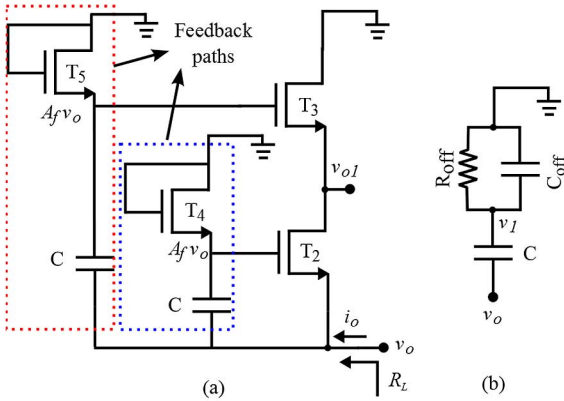 Feedback
paths
T5
Afvo
T3
T4
Afvo
vo1
C
C
T2
io
vo
RL
(a)
Roff
Coff
v1
C
vo
(b)